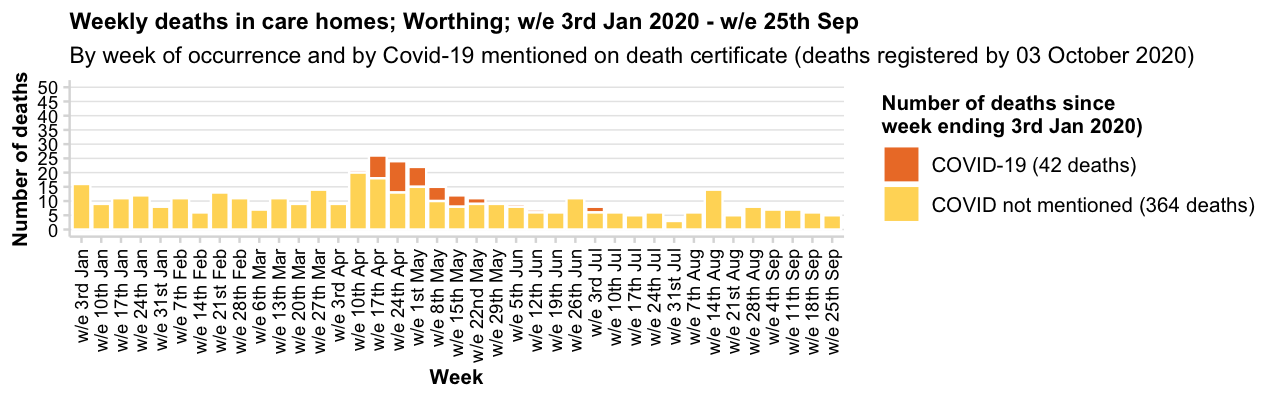 Weekly deaths in care homes; Worthing; w/e 3rd Jan 2020 - w/e 25th Sep
By week of occurrence and by Covid-19 mentioned on death certificate (deaths registered by 03 October 2020)
Number of deaths
50
45
40
35
30
25
20
15
10
5
0
w/e 3rd Jan
w/e 10th Jan
w/e 17th Jan
w/e 24th Jan
w/e 31st Jan
w/e 7th Feb
w/e 14th Feb
w/e 21st Feb
w/e 28th Feb
w/e 6th Mar
w/e 13th Mar
w/e 20th Mar
w/e 27th Mar
w/e 3rd Apr
w/e 10th Apr
w/e 17th Apr
w/e 24th Apr
w/e 1st May
w/e 8th May
w/e 15th May
w/e 22nd May
w/e 29th May
w/e 5th Jun
w/e 12th Jun
w/e 19th Jun
w/e 26th Jun
w/e 3rd Jul
w/e 10th Jul
w/e 17th Jul
w/e 24th Jul
w/e 31st Jul
w/e 7th Aug
w/e 14th Aug
w/e 21st Aug
w/e 28th Aug
w/e 4th Sep
w/e 11th Sep
w/e 18th Sep
w/e 25th Sep
Week
Number of deaths since
week ending 3rd Jan 2020)
COVID-19 (42 deaths)
COVID not mentioned (364 deaths)